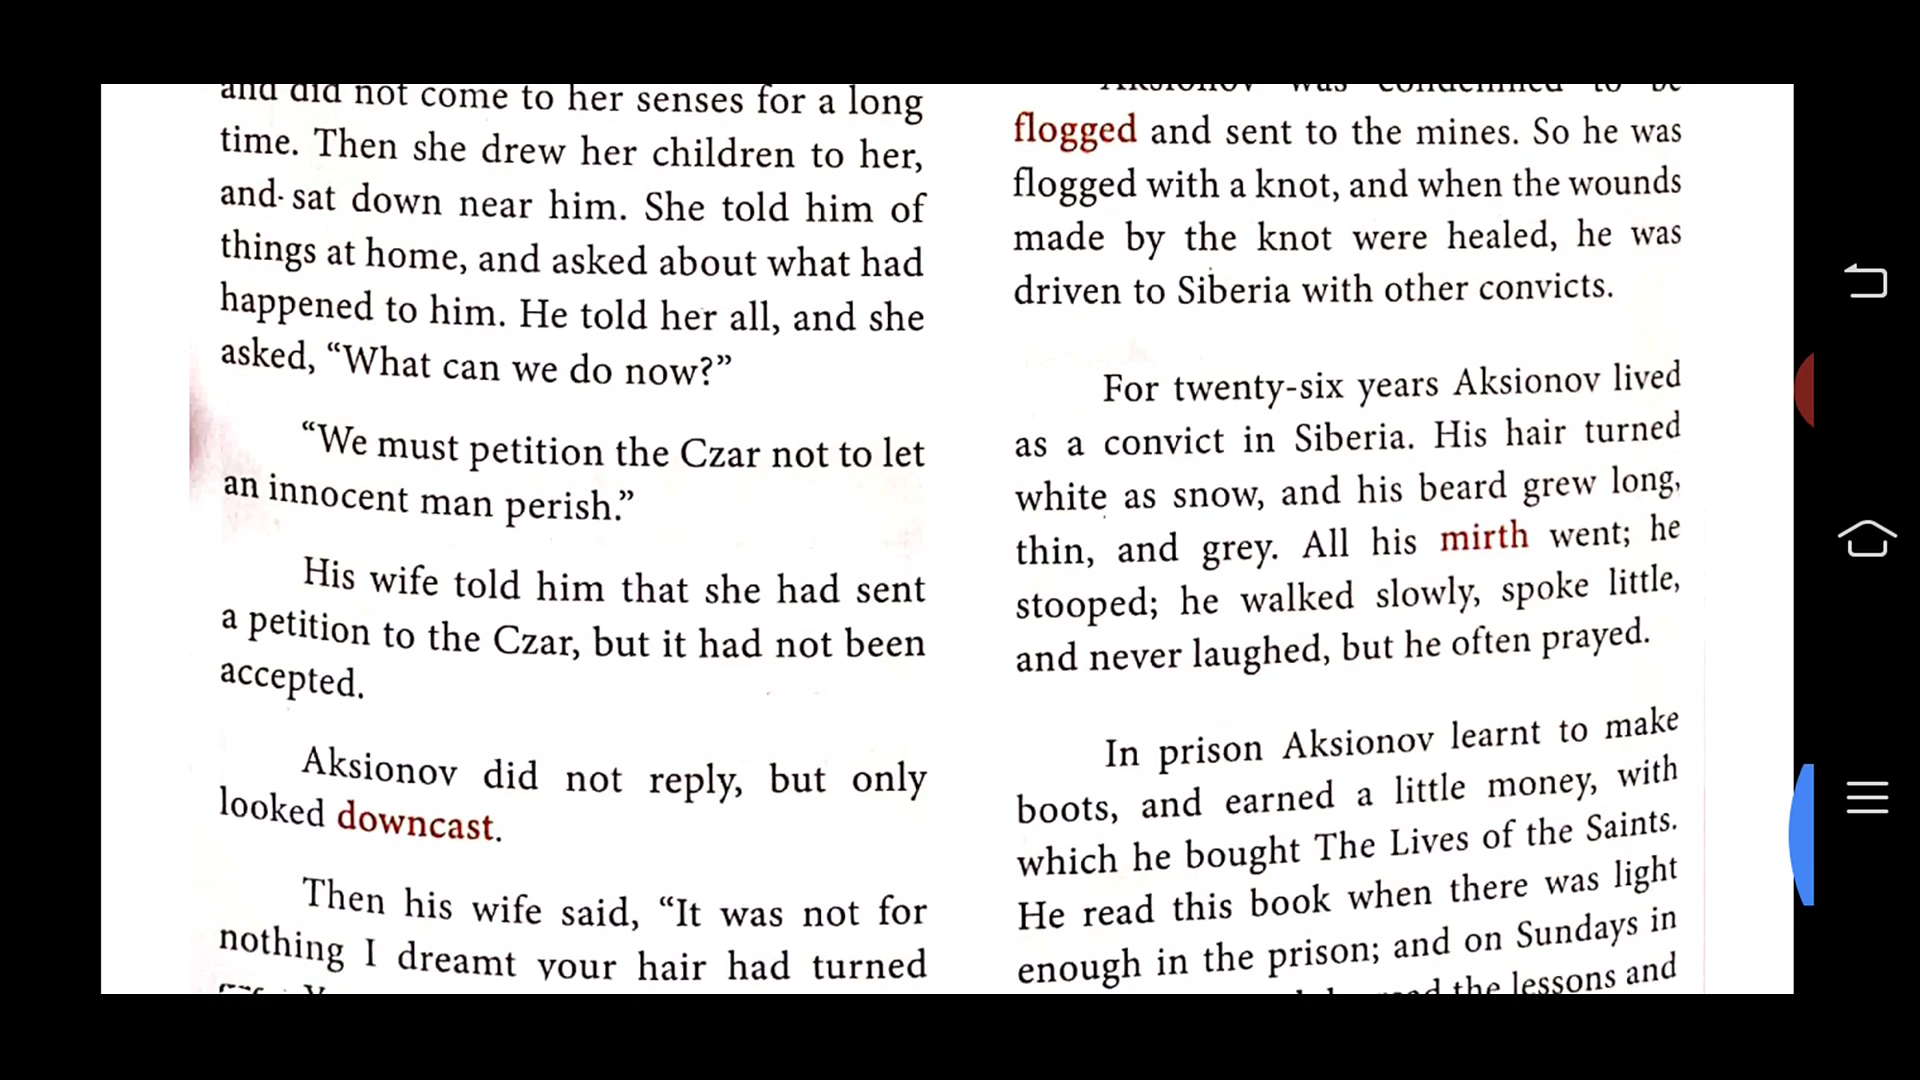 and did not come to her senses for a long
time. Then she drew her children to her,
and sat down near him. She told him of
things at home, and asked about what had
happened to him. He told her all, and she
asked, “What can we do now?”
“We must petition the Czar not to let
an innocent man perish.”
His wife told him that she had sent
a petition to the Czar, but it had not been
accepted.
Aksionov did not reply, but only
looked downcast.
Then his wife said, “It was not for
nothing I dreamt your hair had turned
Aksionov was condemned to be
flogged and sent to the mines. So he was
flogged with a knot, and when the wounds
made by the knot were healed, he was
driven to Siberia with other convicts.
For twenty-six years Aksionov lived
as a convict in Siberia. His hair turned
white as snow, and his beard grew long,
thin, and grey. All his mirth went; he
stooped; he walked slowly, spoke little,
and never laughed, but he often prayed.
In prison Aksionov learnt to make
boots, and earned a little money, with
which he bought The Lives of the Saints.
He read this book when there was light
enough in the prison; and on Sundays in
the lessons and